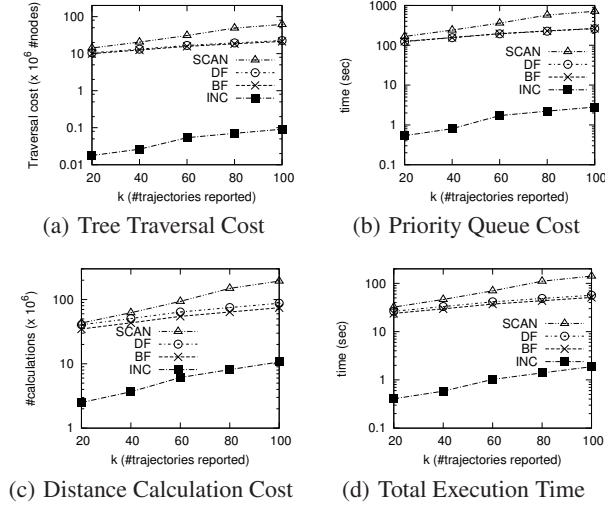 Traversal cost (x 10^6 #nodes)
100
10
1
0.1
0.01
SCAN
DF
BF
INC
20 40 60 80 100
k (#trajectories reported)
(a) Tree Traversal Cost
time (sec)
1000
100
10
1
0.1
SCAN
DF
BF
INC
20 40 60 80 100
k (#trajectories reported)
(b) Priority Queue Cost
#calculations (x 10^6)
100
10
1
SCAN
DF
BF
INC
20 40 60 80 100
k (#trajectories reported)
(c) Distance Calculation Cost
time (sec)
100
10
1
0.1
SCAN
DF
BF
INC
20 40 60 80 100
k (#trajectories reported)
(d) Total Execution Time